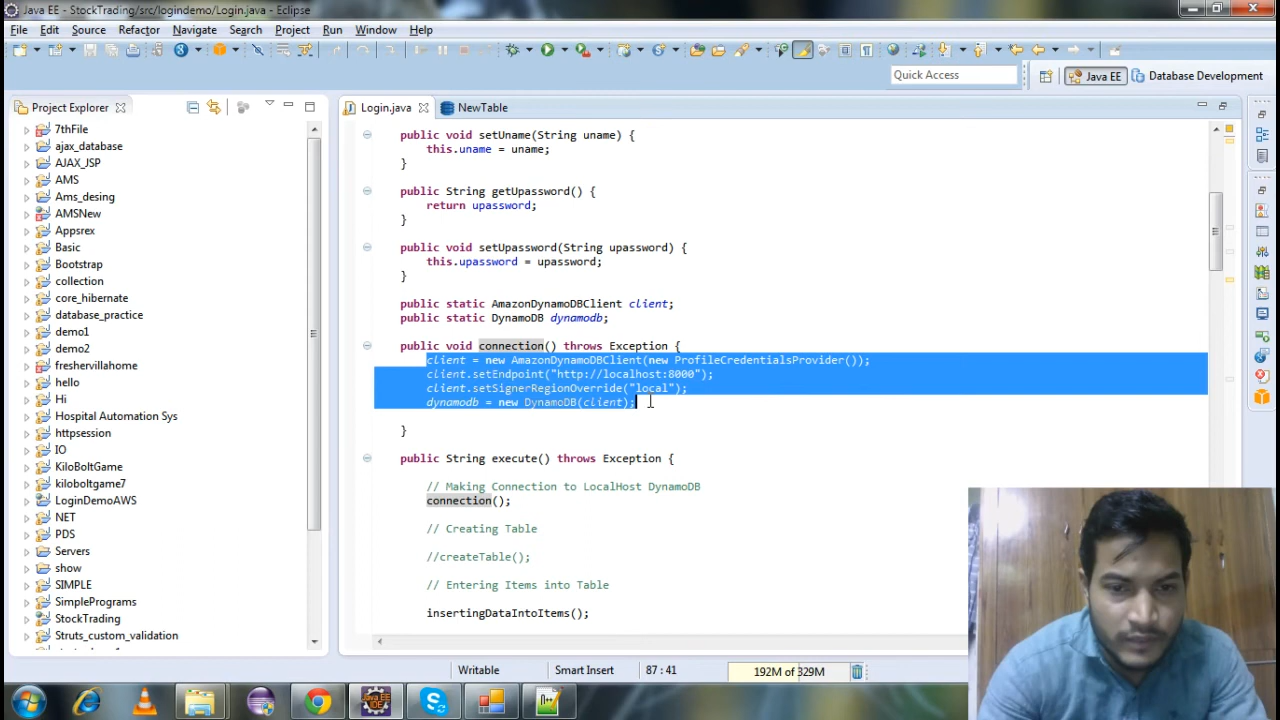 Java EE - StockTrading/src/logindemo/Login.java - Eclipse
File Edit Source Refactor Navigate Search Project Run Window Help
Quick Access
Java EE
Database Development
Project Explorer
7thFile
ajax_database
AJAX_JSP
AMS
Ams_desing
AMSNew
Appsrex
Basic
Bootstrap
collection
core_hibernate
database_practice
demo1
demo2
freshervillahome
hello
Hi
Hospital Automation Sys
httpsession
IO
KiloBoltGame
kiloboltgame7
LoginDemoAWS
NET
PDS
Servers
show
SIMPLE
SimplePrograms
StockTrading
Struts_custom_validation
Login.java
NewTable
public void setUname(String uname) {
this.uname = uname;
}
public String getUpassword() {
return upassword;
}
public void setUpassword(String upassword) {
this.upassword = upassword;
}
public static AmazonDynamoDBClient client;
public static DynamoDB dynamodb;
public void connection() throws Exception {
client = new AmazonDynamoDBClient(new ProfileCredentialsProvider());
client.setEndpoint("http://localhost:8000");
client.setSignerRegionOverride("local");
dynamodb = new DynamoDB(client);
}
public String execute() throws Exception {
// Making Connection to LocalHost DynamoDB
connection();
// Creating Table
//createTable();
// Entering Items into Table
insertingDataIntoItems();
Writable
Smart Insert
87 : 41
192M of 329M